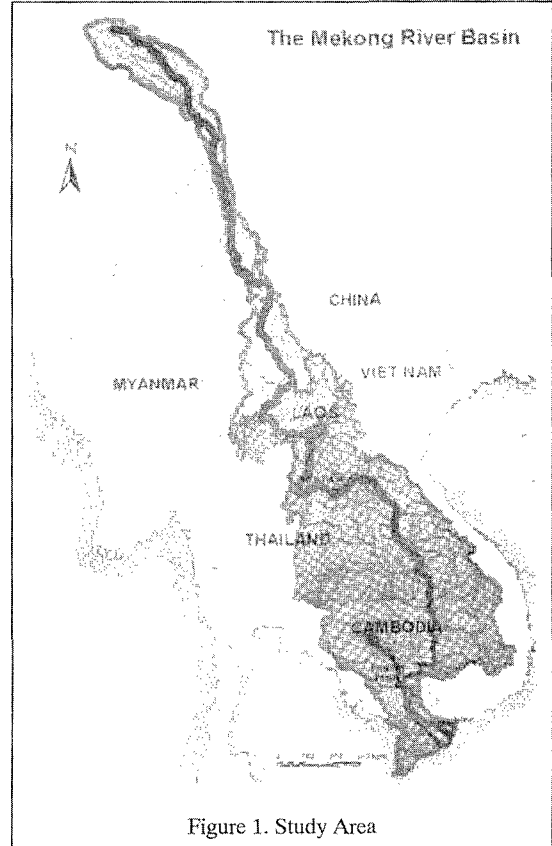 The Mekong River Basin
N
CHINA
VIET NAM
MYANMAR
LAOS
THAILAND
CAMBODIA
Figure 1. Study Area